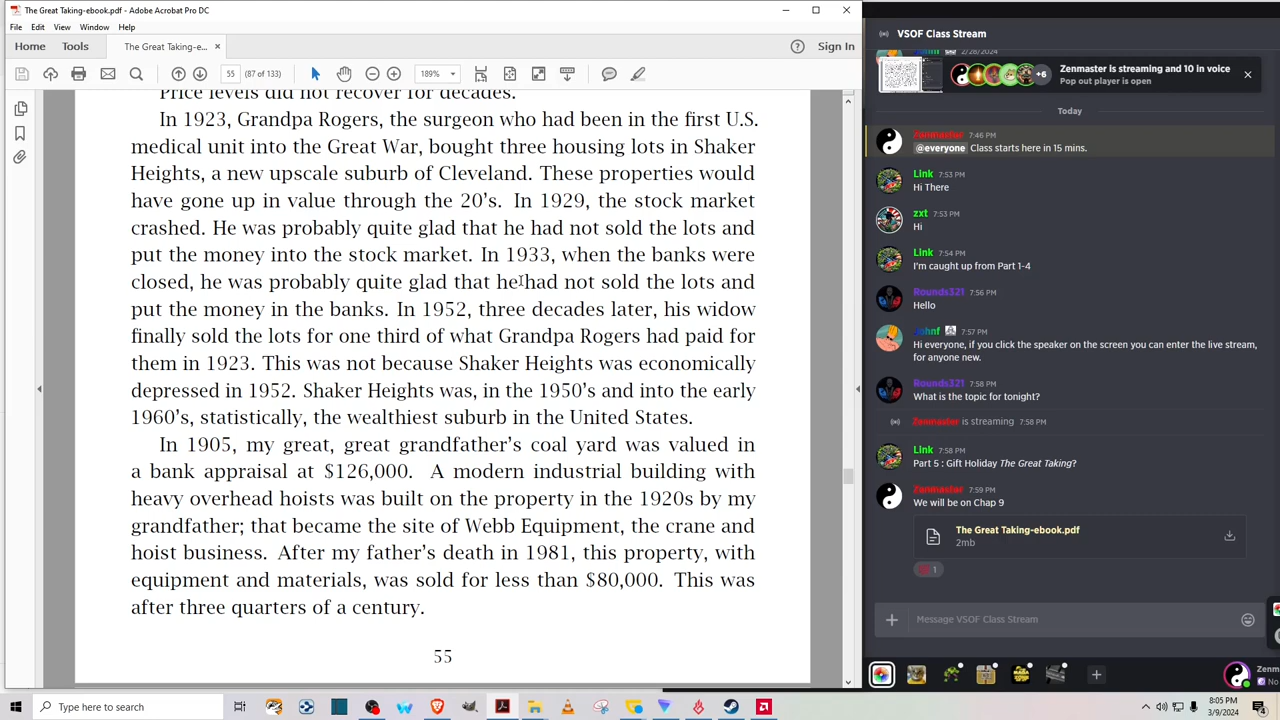 The Great Taking-ebook.pdf - Adobe Acrobat Pro DC
File Edit View Window Help
Home Tools The Great Taking-e... × Sign In
55 (87 of 133) 189%
In 1923, Grandpa Rogers, the surgeon who had been in the first U.S.
medical unit into the Great War, bought three housing lots in Shaker
Heights, a new upscale suburb of Cleveland. These properties would
have gone up in value through the 20's. In 1929, the stock market
crashed. He was probably quite glad that he had not sold the lots and
put the money into the stock market. In 1933, when the banks were
closed, he was probably quite glad that he had not sold the lots and
put the money in the banks. In 1952, three decades later, his widow
finally sold the lots for one third of what Grandpa Rogers had paid for
them in 1923. This was not because Shaker Heights was economically
depressed in 1952. Shaker Heights was, in the 1950's and into the early
1960's, statistically, the wealthiest suburb in the United States.
In 1905, my great, great grandfather's coal yard was valued in
a bank appraisal at $126,000. A modern industrial building with
heavy overhead hoists was built on the property in the 1920s by my
grandfather; that became the site of Webb Equipment, the crane and
hoist business. After my father's death in 1981, this property, with
equipment and materials, was sold for less than $80,000. This was
after three quarters of a century.
55
VSOF Class Stream
2/28/2024
+6
Zenmaster is streaming and 10 in voice
Pop out player is open
Today
Zenmaster 7:46 PM
@everyone Class starts here in 15 mins.
Link 7:53 PM
Hi There
zxt 7:53 PM
Hi
Link 7:54 PM
I'm caught up from Part 1-4
Rounds321 7:56 PM
Hello
Johnf 7:57 PM
Hi everyone, if you click the speaker on the screen you can enter the live stream,
for anyone new.
Rounds321 7:58 PM
What is the topic for tonight?
Zenmaster is streaming 7:58 PM
Link 7:58 PM
Part 5 : Gift Holiday The Great Taking?
Zenmaster 7:59 PM
We will be on Chap 9
The Great Taking-ebook.pdf
2mb
1
Message VSOF Class Stream
Zenm
No
Type here to search
8:05 PM
3/9/2024